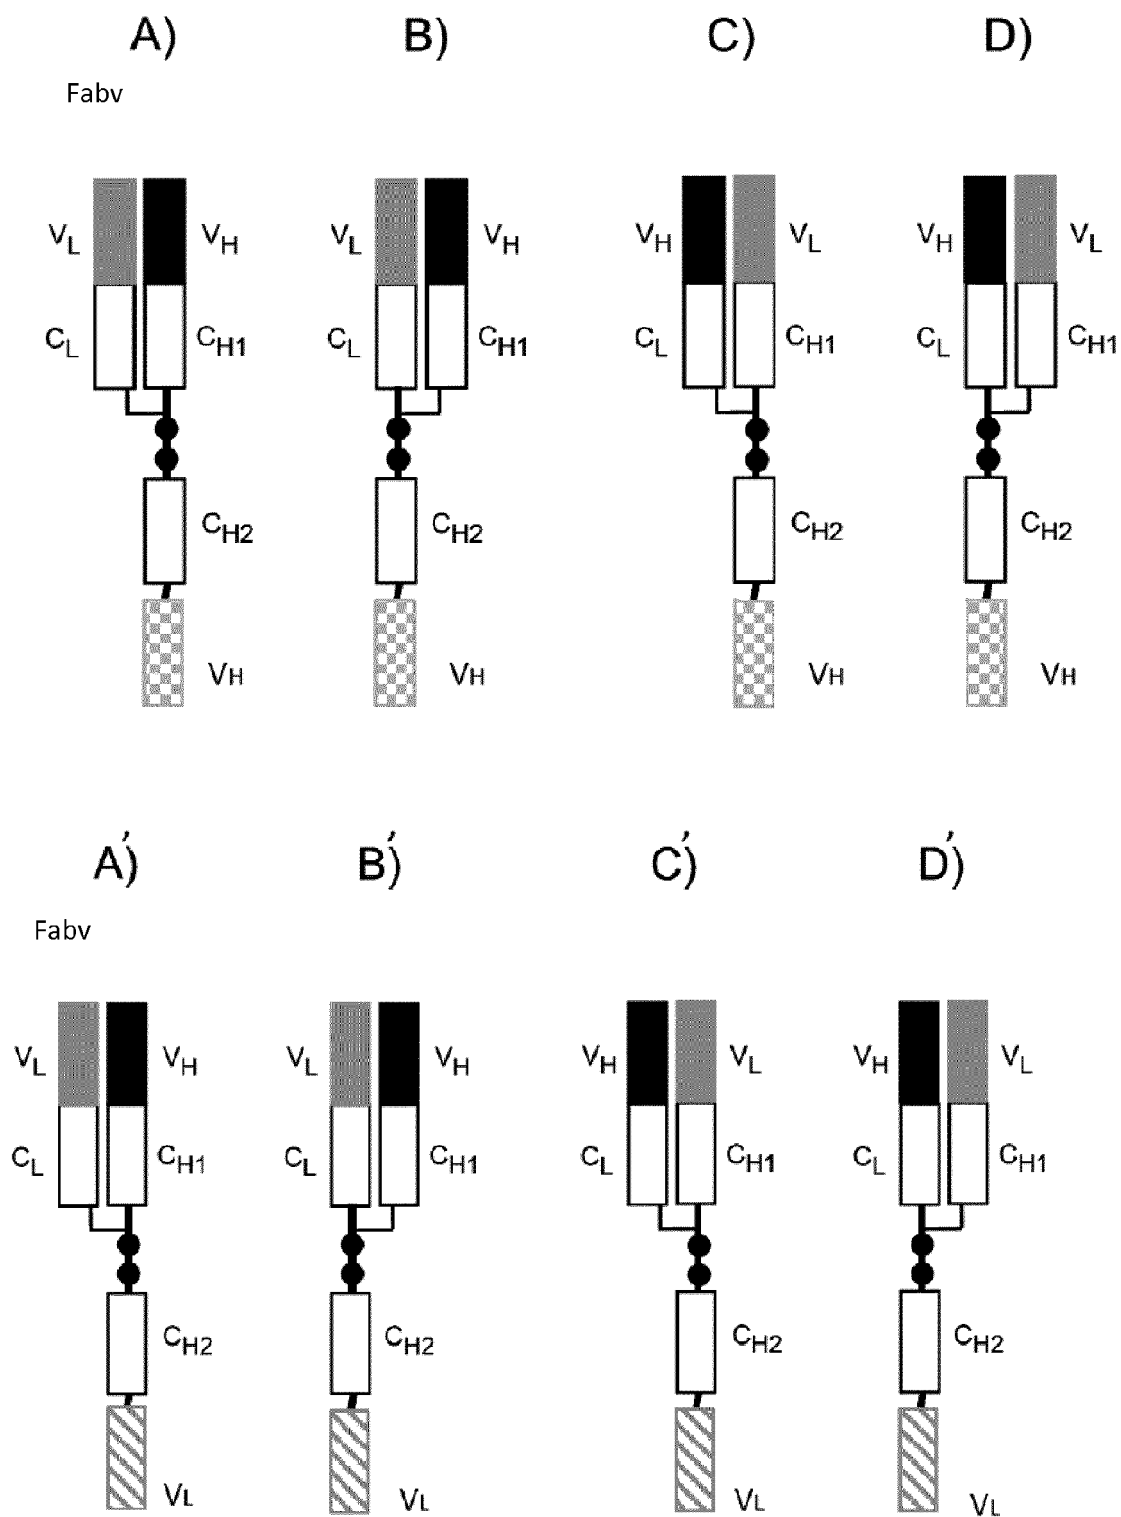 A) B) C) D)
Fabv
VL VH VL VH VH VL VH VL
CL CH1 CL CH1 CL CH1 CL CH1
CH2 CH2 CH2 CH2
VH VH VH VH
A') B') C') D')
Fabv
VL VH VL VH VH VL VH VL
CL CH1 CL CH1 CL CH1 CL CH1
CH2 CH2 CH2 CH2
VL VL VL VL